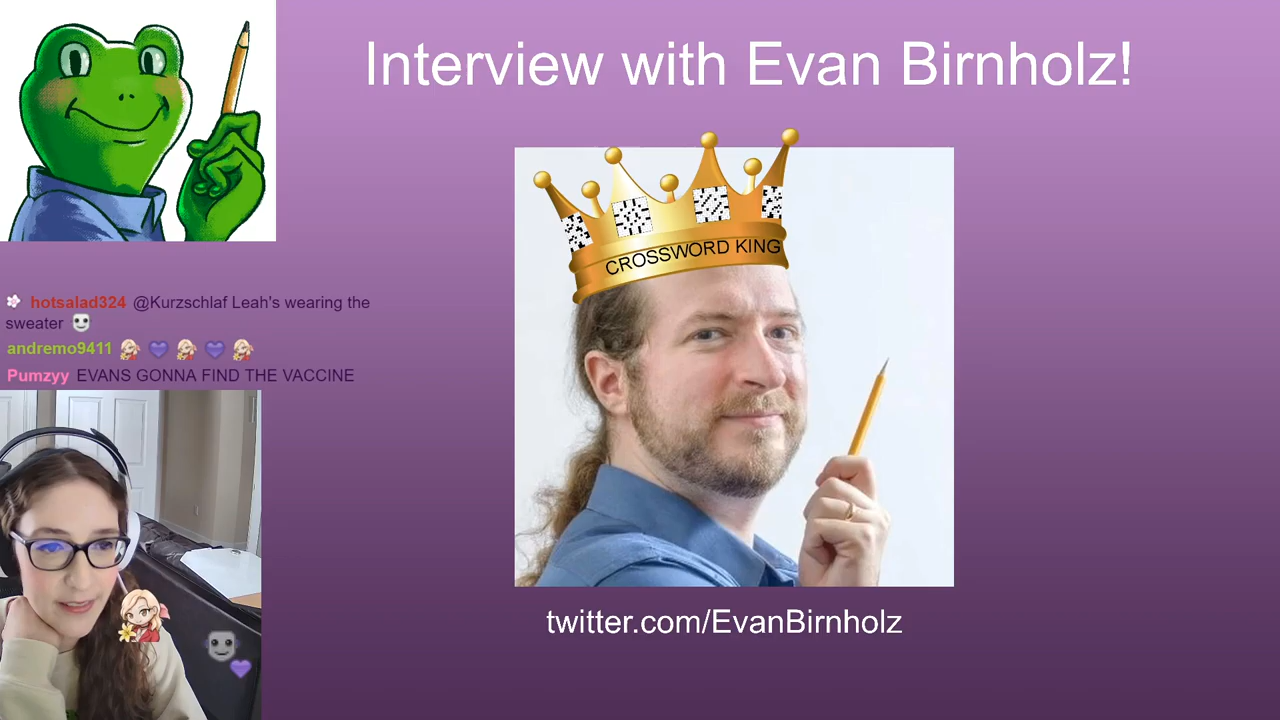 Interview with Evan Birnholz!
CROSSWORD KING
hotsalad324 @Kurzschlaf Leah's wearing the
sweater
andremo9411
Pumzyy EVANS GONNA FIND THE VACCINE
twitter.com/EvanBirnholz